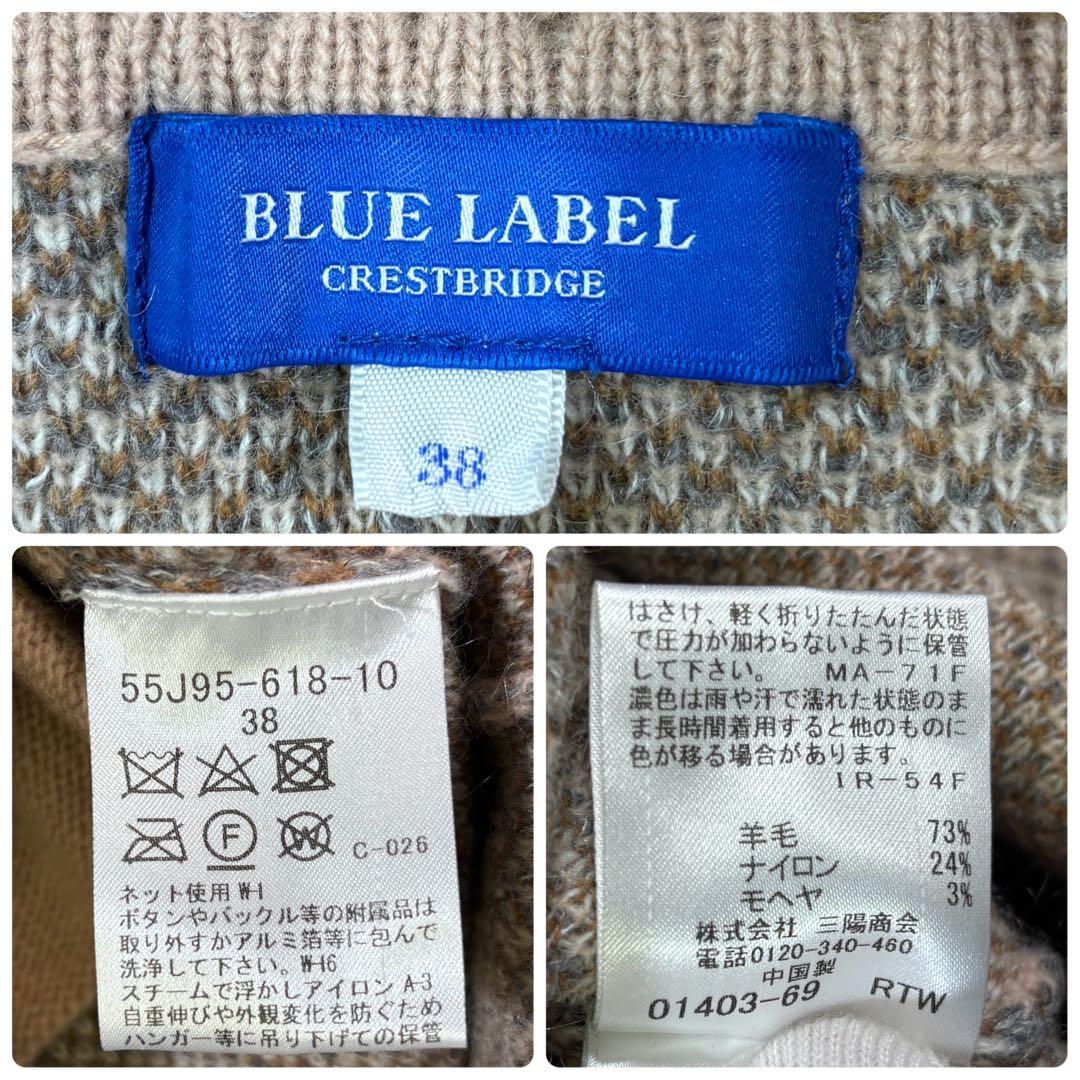 BLUE LABEL
CRESTBRIDGE
38
55J95-618-10
38
F
W
C-026
ネット使用 W-1
ボタンやバックル等の附属品は
取り外すかアルミ箔等に包んで
洗浄して下さい。W-16
スチームで浮かしアイロン A-3
自重伸びや外観変化を防ぐため
ハンガー等に吊り下げての保管
はさけ、軽く折りたたんだ状態
で圧力が加わらないように保管
して下さい。 MA-71F
濃色は雨や汗で濡れた状態のま
ま長時間着用すると他のものに
色が移る場合があります。
IR-54F
羊毛 73%
ナイロン 24%
モヘヤ 3%
株式会社 三陽商会
電話0120-340-460
中国製
01403-69 RTW